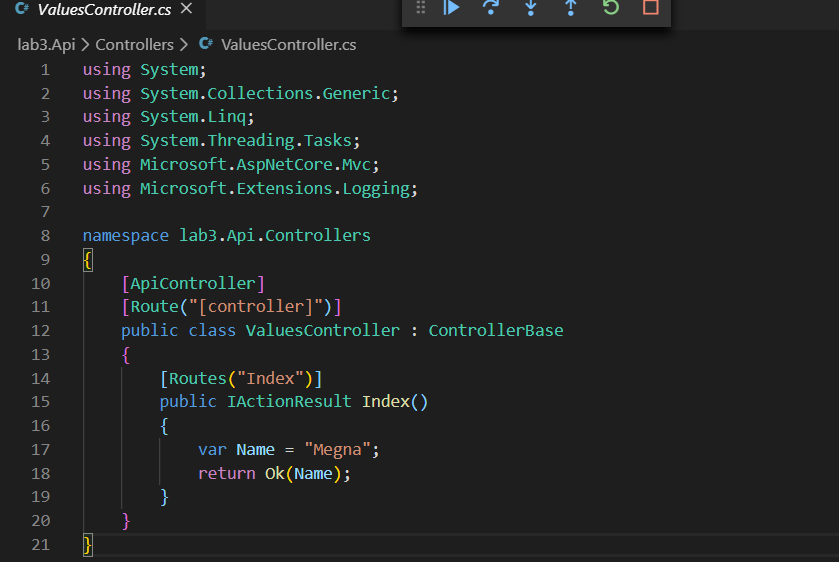 C# ValuesController.cs ×
lab3.Api > Controllers > C# ValuesController.cs
1 using System;
2 using System.Collections.Generic;
3 using System.Linq;
4 using System.Threading.Tasks;
5 using Microsoft.AspNetCore.Mvc;
6 using Microsoft.Extensions.Logging;
7
8 namespace lab3.Api.Controllers
9 {
10 [ApiController]
11 [Route("[controller]")]
12 public class ValuesController : ControllerBase
13 {
14 [Routes("Index")]
15 public IActionResult Index()
16 {
17 var Name = "Megna";
18 return Ok(Name);
19 }
20 }
21 }